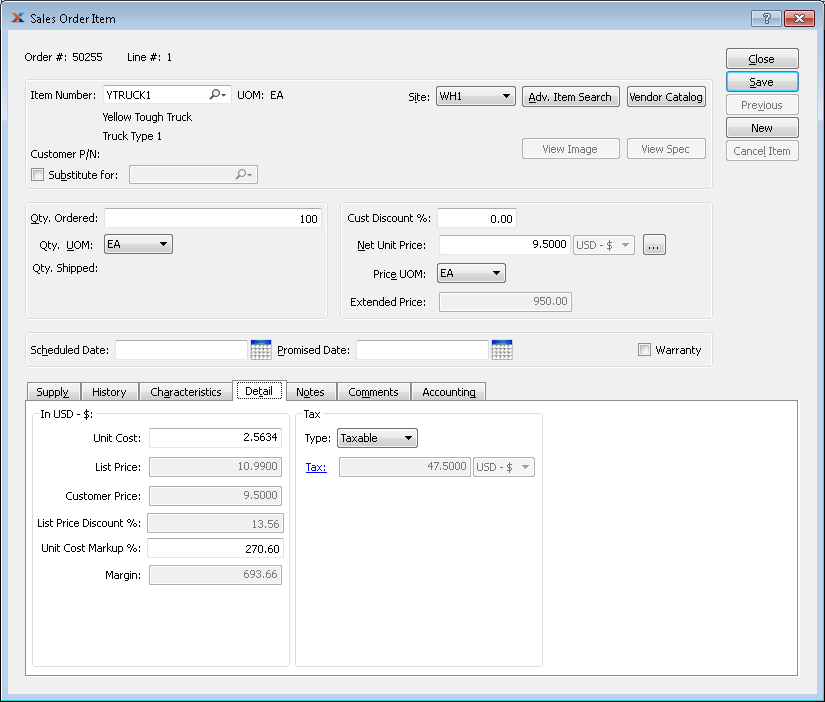 Sales Order Item
?
Order #: 50255 Line #: 1
Close
Save
Previous
New
Cancel Item
Item Number: YTRUCK1 UOM: EA Site: WH1 Adv. Item Search Vendor Catalog
Yellow Tough Truck
Truck Type 1
View Image View Spec
Customer P/N:
Substitute for:
Qty. Ordered: 100
Qty. UOM: EA
Qty. Shipped:
Cust Discount %: 0.00
Net Unit Price: 9.5000 USD - $ ...
Price UOM: EA
Extended Price: 950.00
Scheduled Date: Promised Date: Warranty
Supply History Characteristics Detail Notes Comments Accounting
In USD - $:
Unit Cost: 2.5634
List Price: 10.9900
Customer Price: 9.5000
List Price Discount %: 13.56
Unit Cost Markup %: 270.60
Margin: 693.66
Tax
Type: Taxable
Tax: 47.5000 USD - $